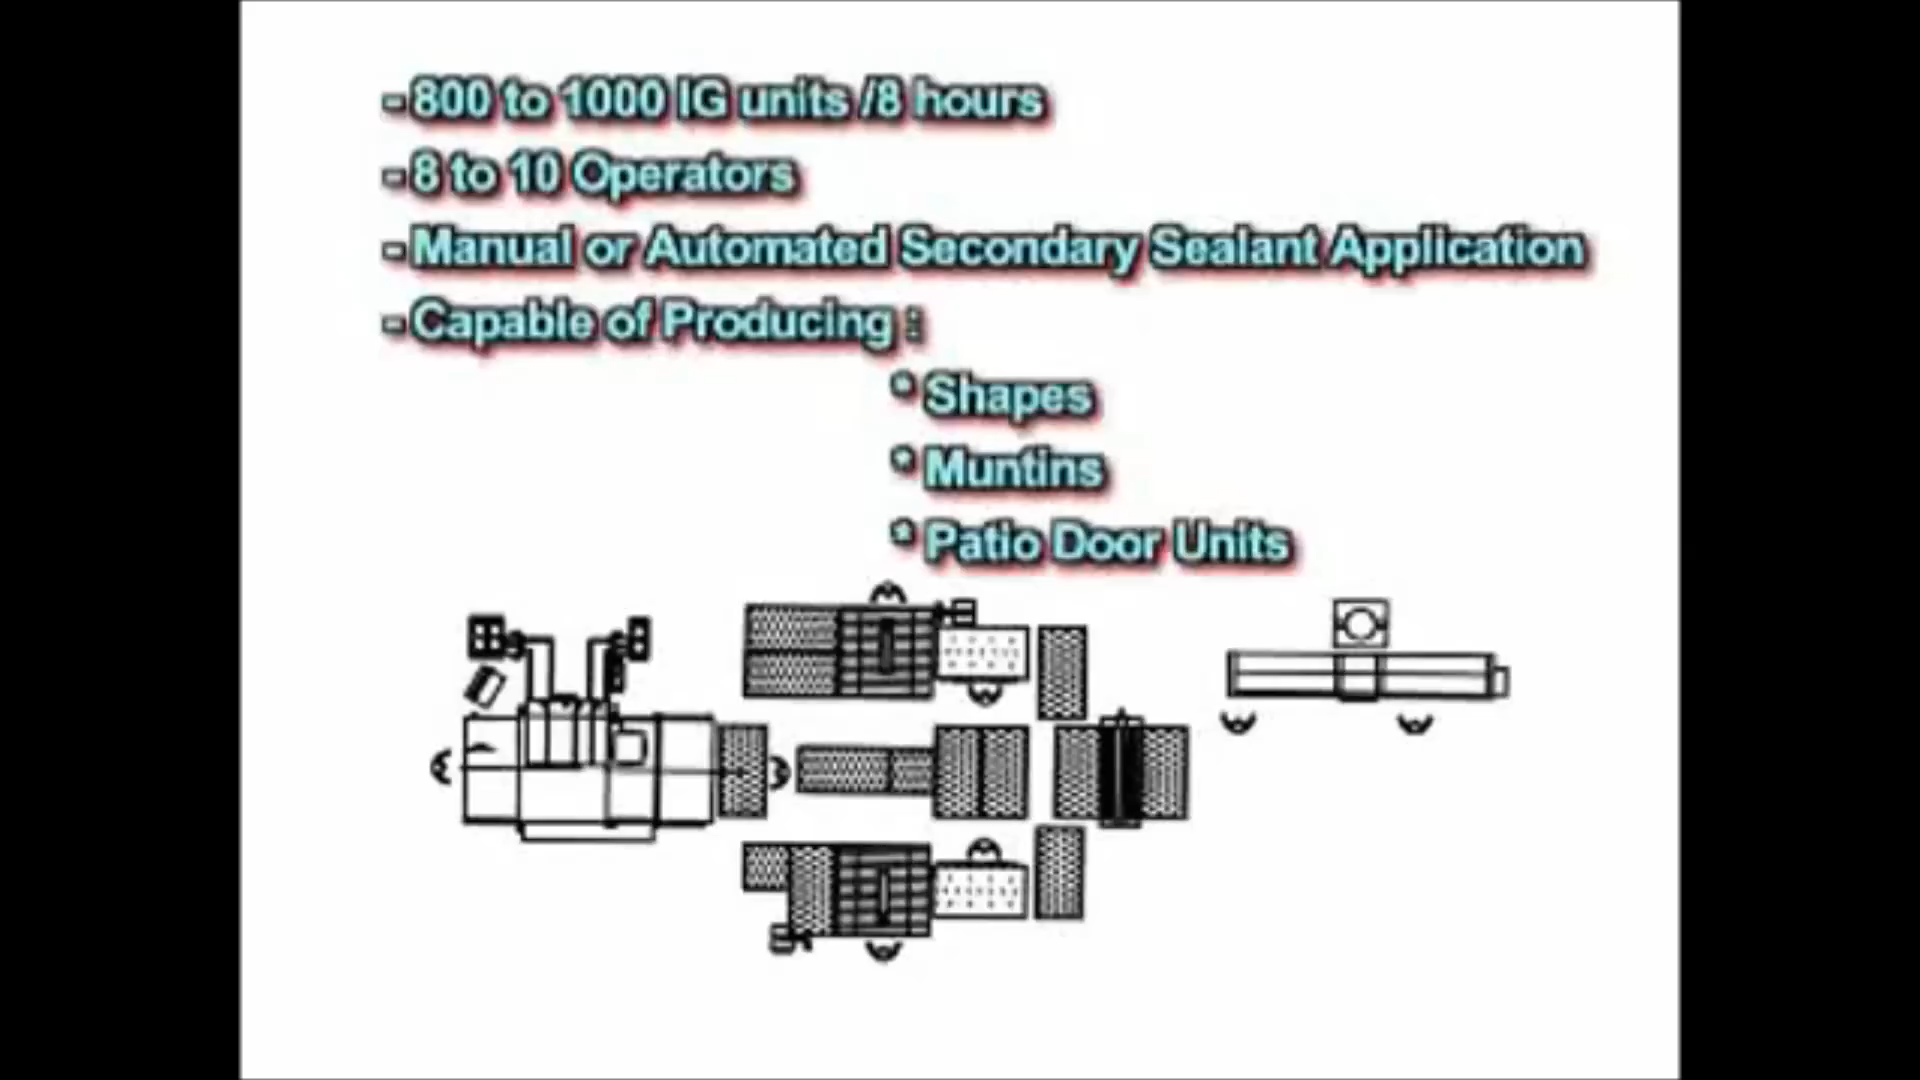 - 800 to 1000 IG units /8 hours
- 8 to 10 Operators
- Manual or Automated Secondary Sealant Application
- Capable of Producing :
* Shapes
* Muntins
* Patio Door Units